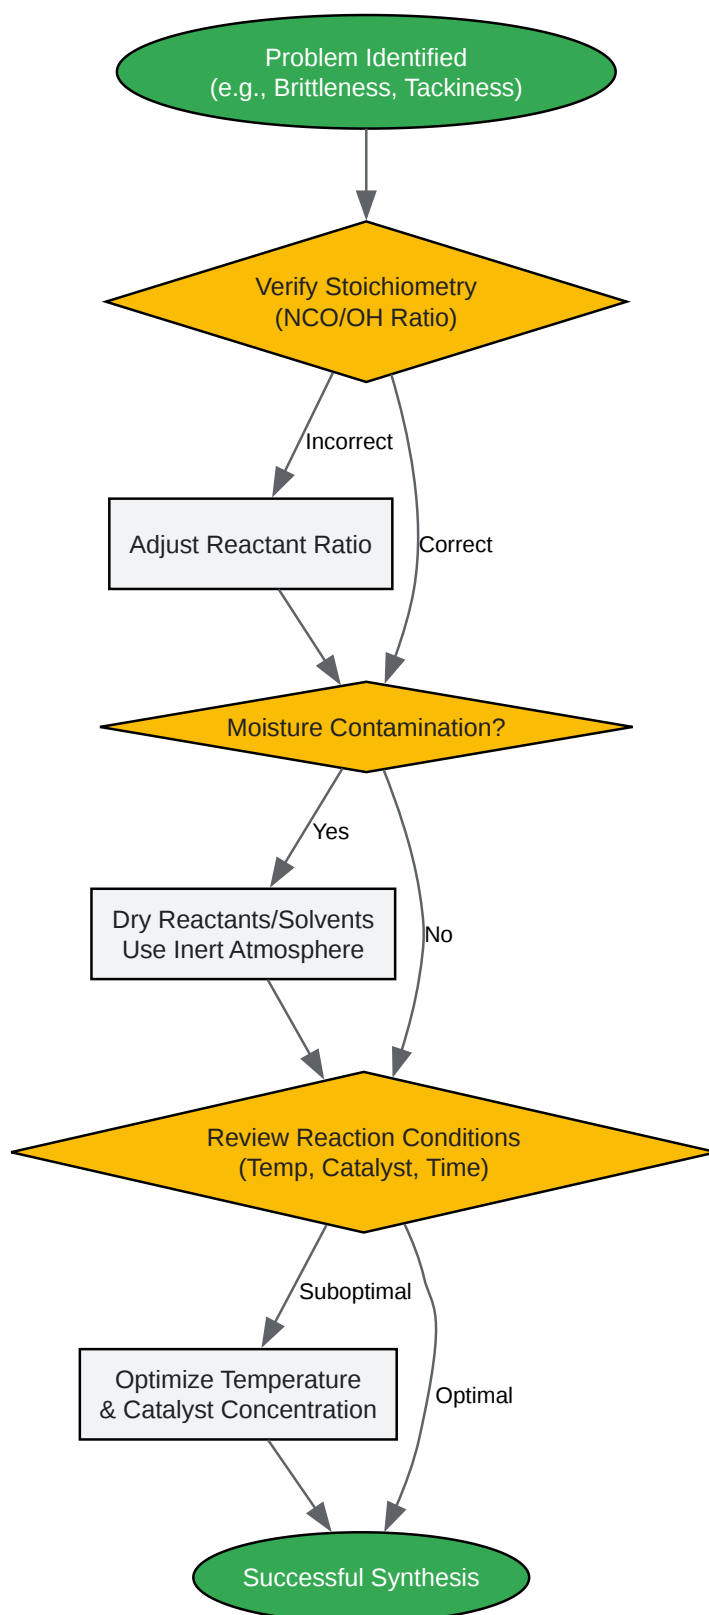 Problem Identified
(e.g., Brittleness, Tackiness)
Verify Stoichiometry
(NCO/OH Ratio)
Incorrect
Adjust Reactant Ratio
Correct
Moisture Contamination?
Yes
Dry Reactants/Solvents
Use Inert Atmosphere
No
Review Reaction Conditions
(Temp, Catalyst, Time)
Suboptimal
Optimize Temperature
& Catalyst Concentration
Optimal
Successful Synthesis